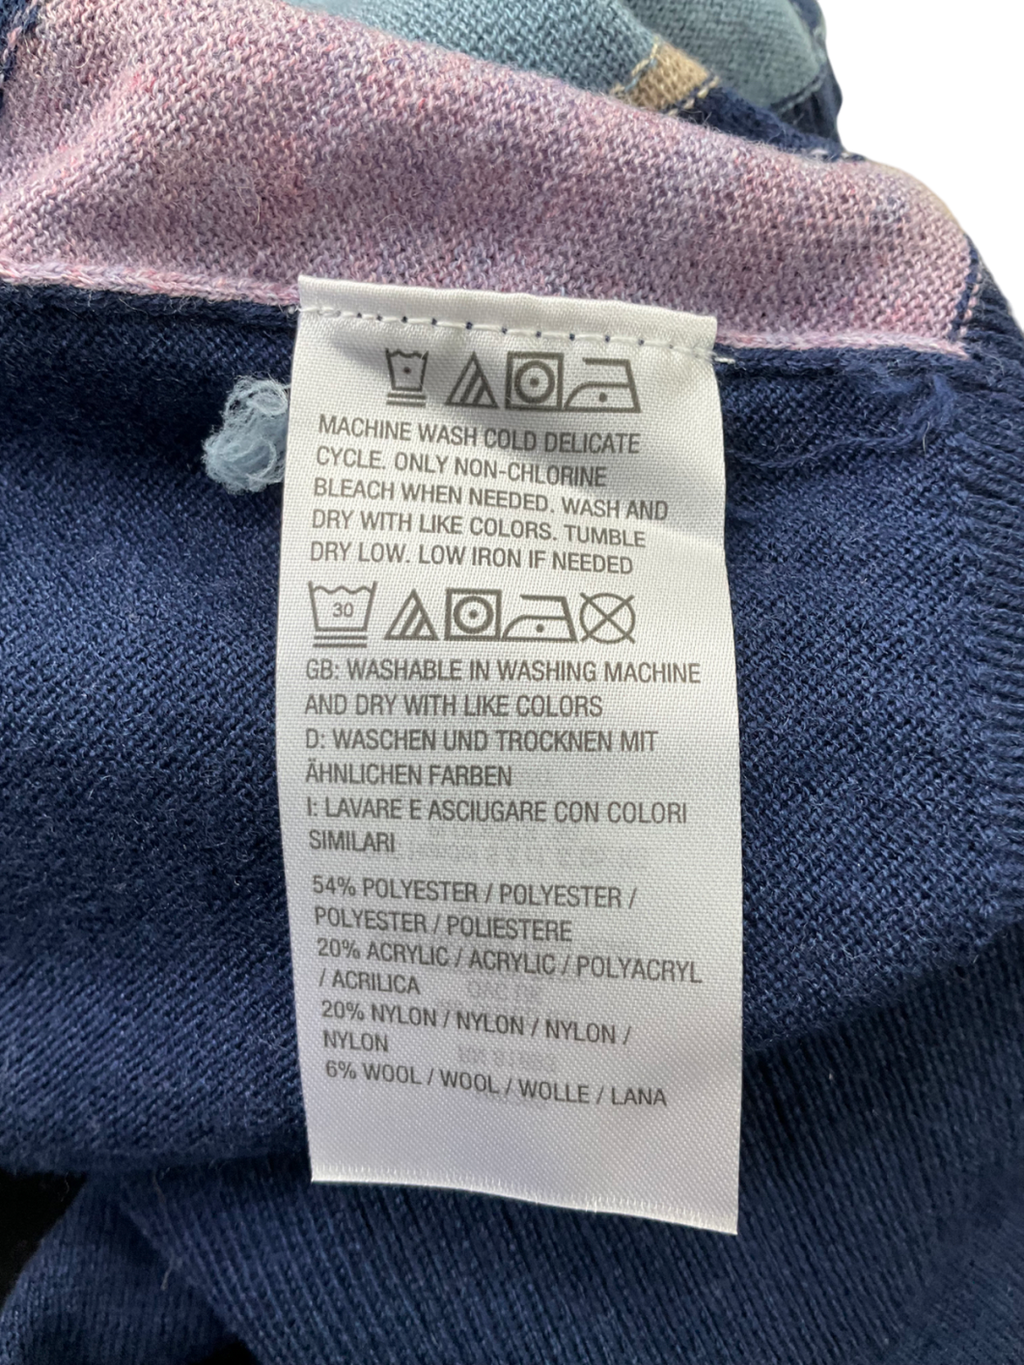 MACHINE WASH COLD DELICATE
CYCLE. ONLY NON-CHLORINE
BLEACH WHEN NEEDED. WASH AND
DRY WITH LIKE COLORS. TUMBLE
DRY LOW. LOW IRON IF NEEDED
30
GB: WASHABLE IN WASHING MACHINE
AND DRY WITH LIKE COLORS
D: WASCHEN UND TROCKNEN MIT
ÄHNLICHEN FARBEN
I: LAVARE E ASCIUGARE CON COLORI
SIMILARI
54% POLYESTER / POLYESTER /
POLYESTER / POLIESTERE
20% ACRYLIC / ACRYLIC / POLYACRYL
/ ACRILICA
20% NYLON / NYLON / NYLON /
NYLON
6% WOOL / WOOL / WOLLE / LANA